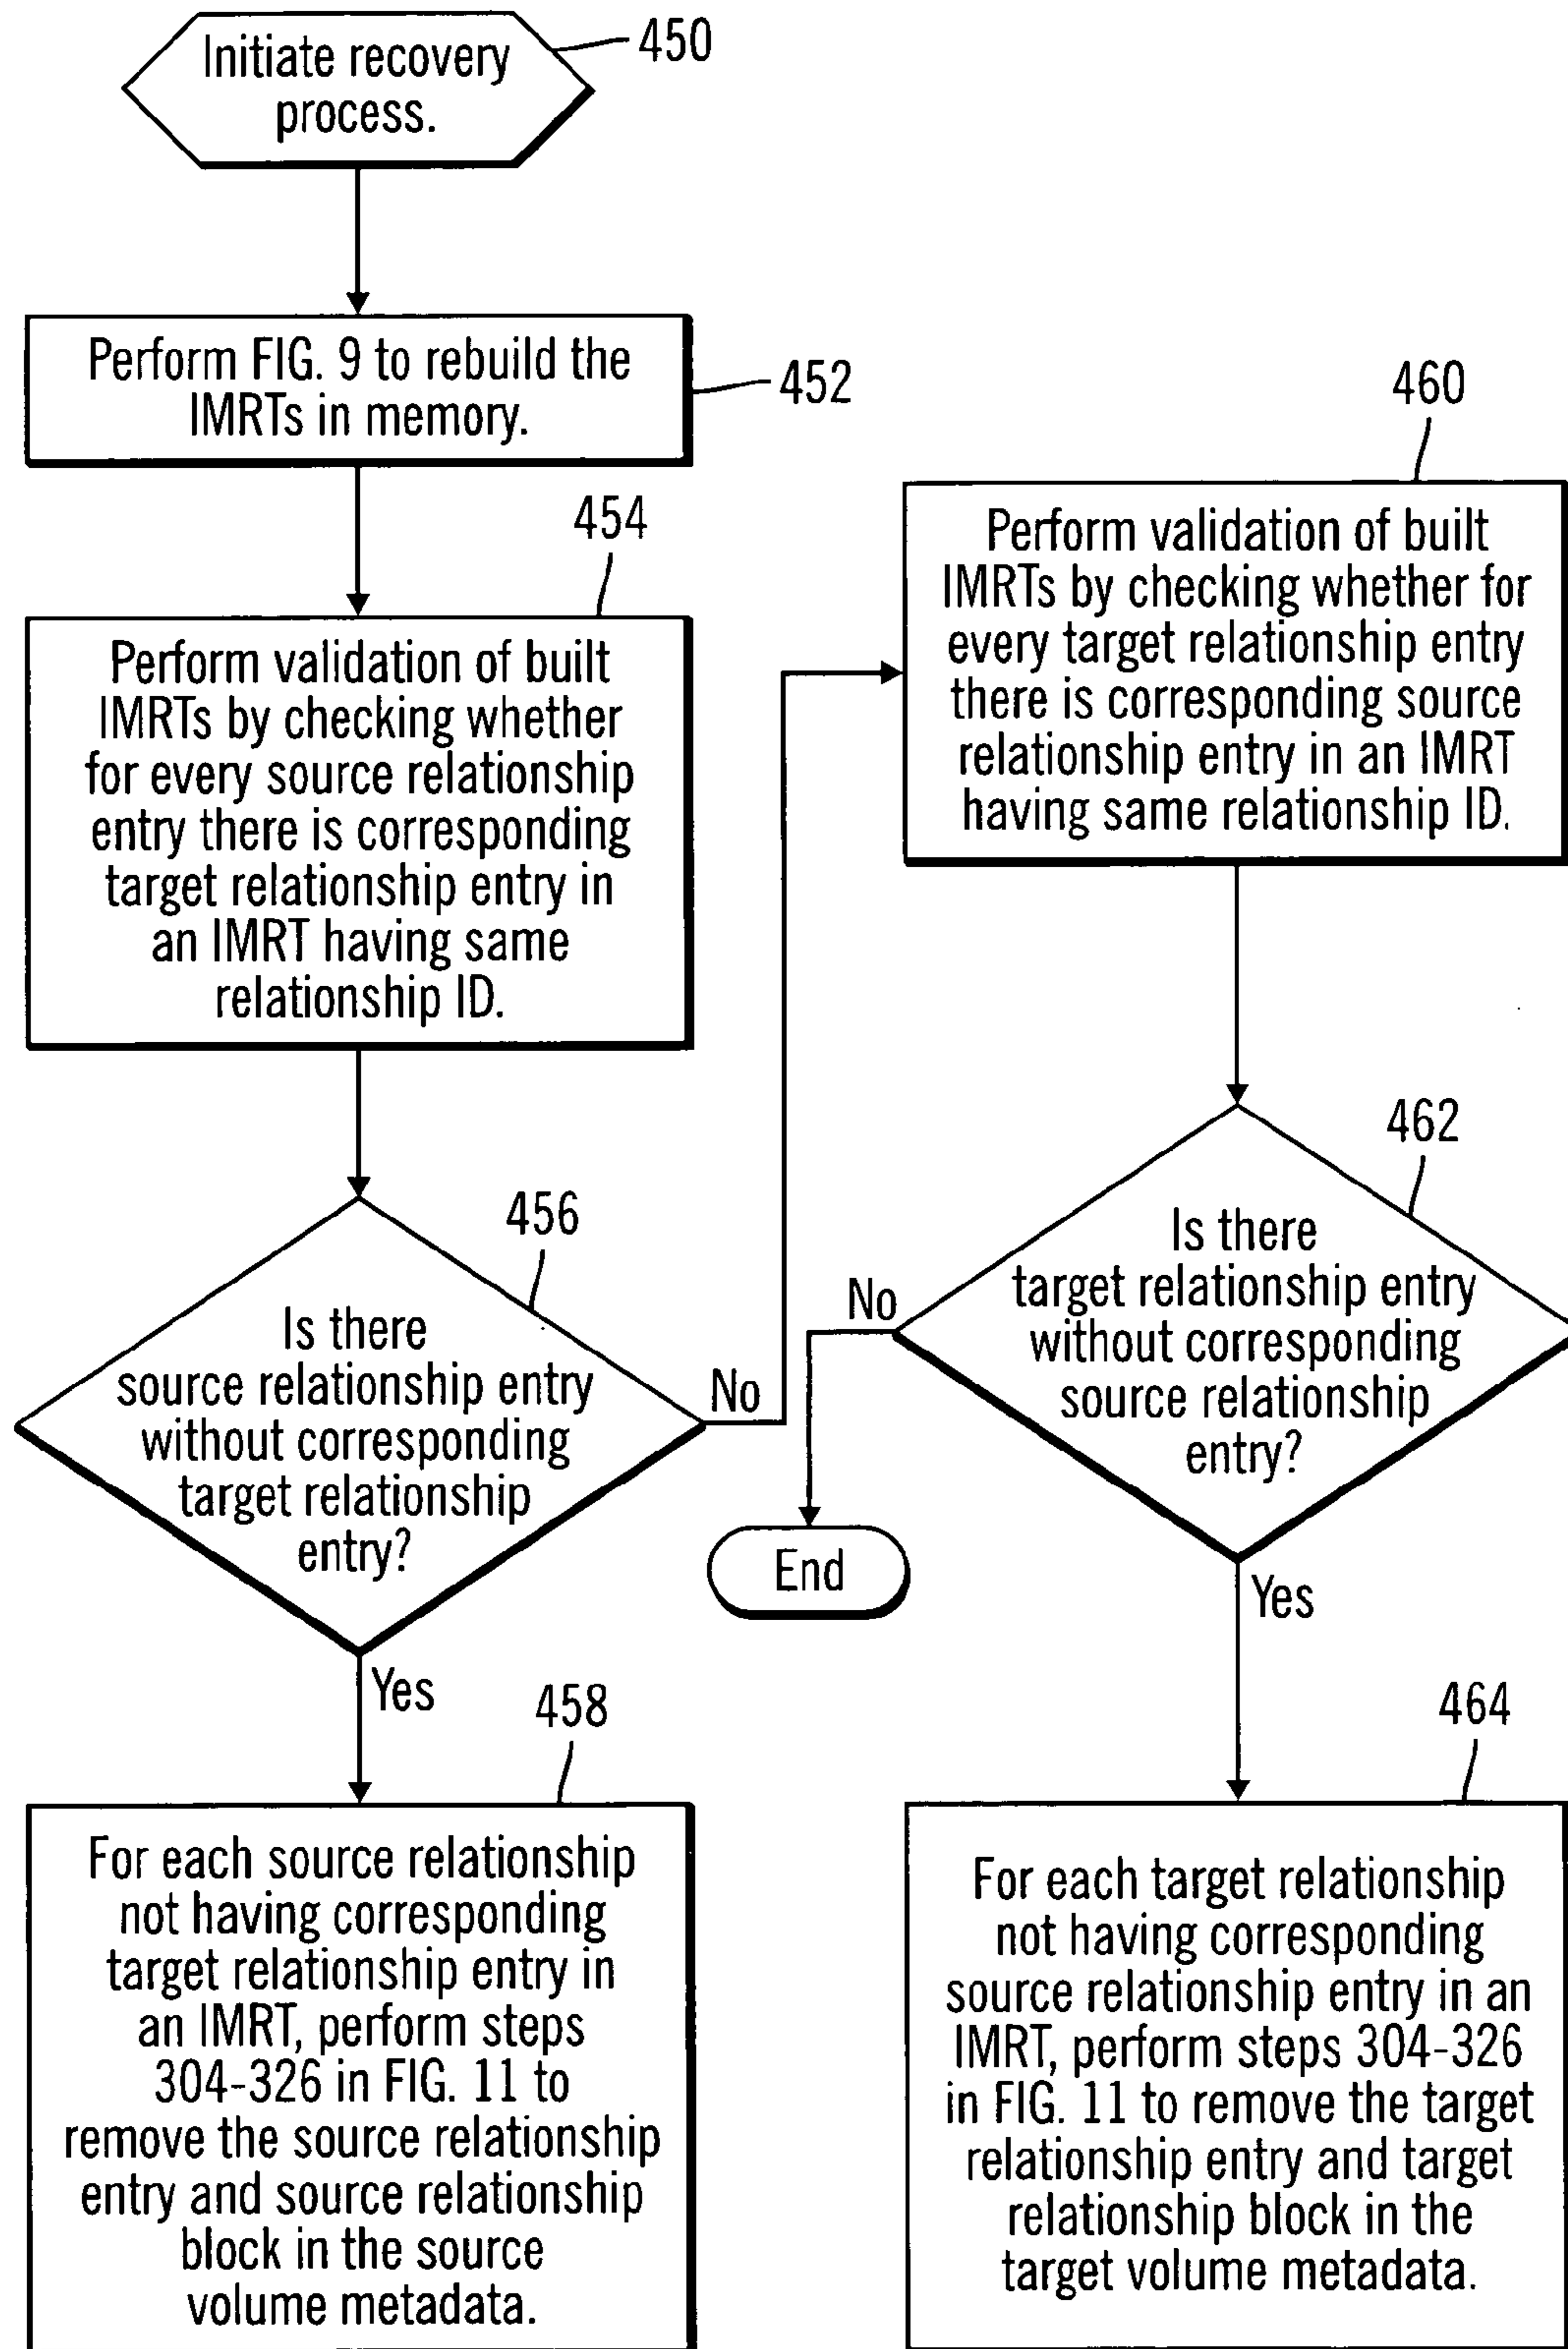 Initiate recovery
process.
450
Perform FIG. 9 to rebuild the
IMRTs in memory.
452
454
Perform validation of built
IMRTs by checking whether
for every source relationship
entry there is corresponding
target relationship entry in
an IMRT having same
relationship ID.
456
Is there
source relationship entry
without corresponding
target relationship
entry?
No
Yes
458
For each source relationship
not having corresponding
target relationship entry in
an IMRT, perform steps
304-326 in FIG. 11 to
remove the source relationship
entry and source relationship
block in the source
volume metadata.
460
Perform validation of built
IMRTs by checking whether for
every target relationship entry
there is corresponding source
relationship entry in an IMRT
having same relationship ID.
462
Is there
target relationship entry
without corresponding
source relationship
entry?
No
End
Yes
464
For each target relationship
not having corresponding
source relationship entry in an
IMRT, perform steps 304-326
in FIG. 11 to remove the target
relationship entry and target
relationship block in the
target volume metadata.